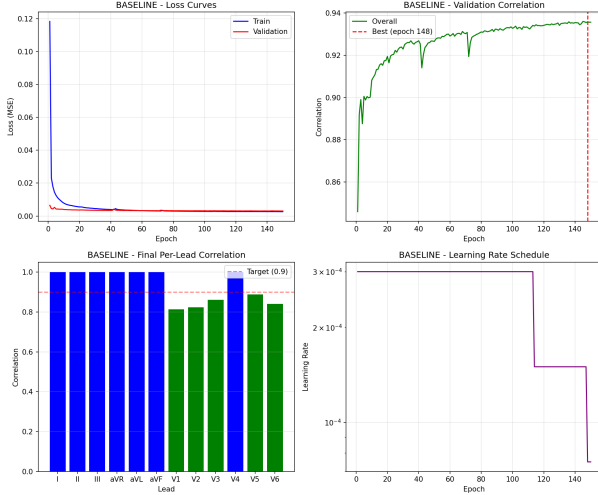 BASELINE - Loss Curves
Train
Validation
0.12
0.10
0.08
0.06
0.04
0.02
0.00
Loss (MSE)
0 20 40 60 80 100 120 140
Epoch
BASELINE - Validation Correlation
Overall
Best (epoch 148)
0.94
0.92
0.90
0.88
0.86
Correlation
0 20 40 60 80 100 120 140
Epoch
BASELINE - Final Per-Lead Correlation
Target (0.9)
1.0
0.8
0.6
0.4
0.2
0.0
Correlation
I II III aVR aVL aVF V1 V2 V3 V4 V5 V6
Lead
BASELINE - Learning Rate Schedule
3 × 10⁻⁴
2 × 10⁻⁴
10⁻⁴
Learning Rate
0 20 40 60 80 100 120 140
Epoch